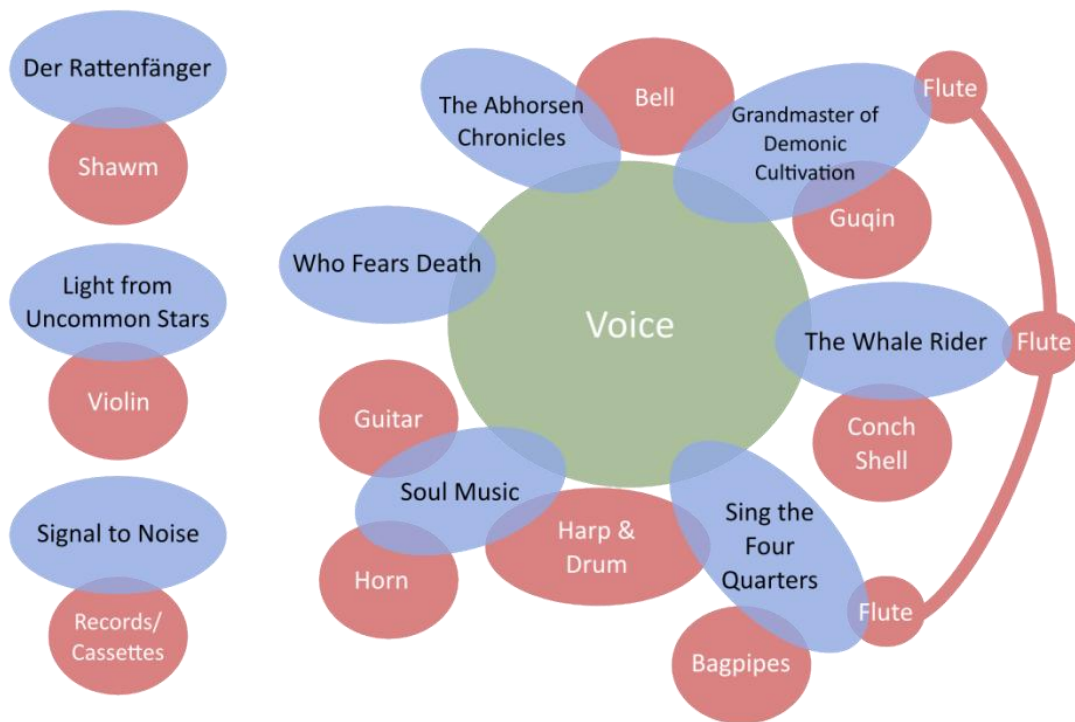 Der Rattenfänger
Shawm
Light from
Uncommon Stars
Violin
Signal to Noise
Records/
Cassettes
The Abhorsen
Chronicles
Bell
Grandmaster of
Demonic
Cultivation
Flute
Guqin
Who Fears Death
Voice
The Whale Rider
Flute
Conch
Shell
Guitar
Soul Music
Horn
Harp &
Drum
Sing the
Four
Quarters
Flute
Bagpipes